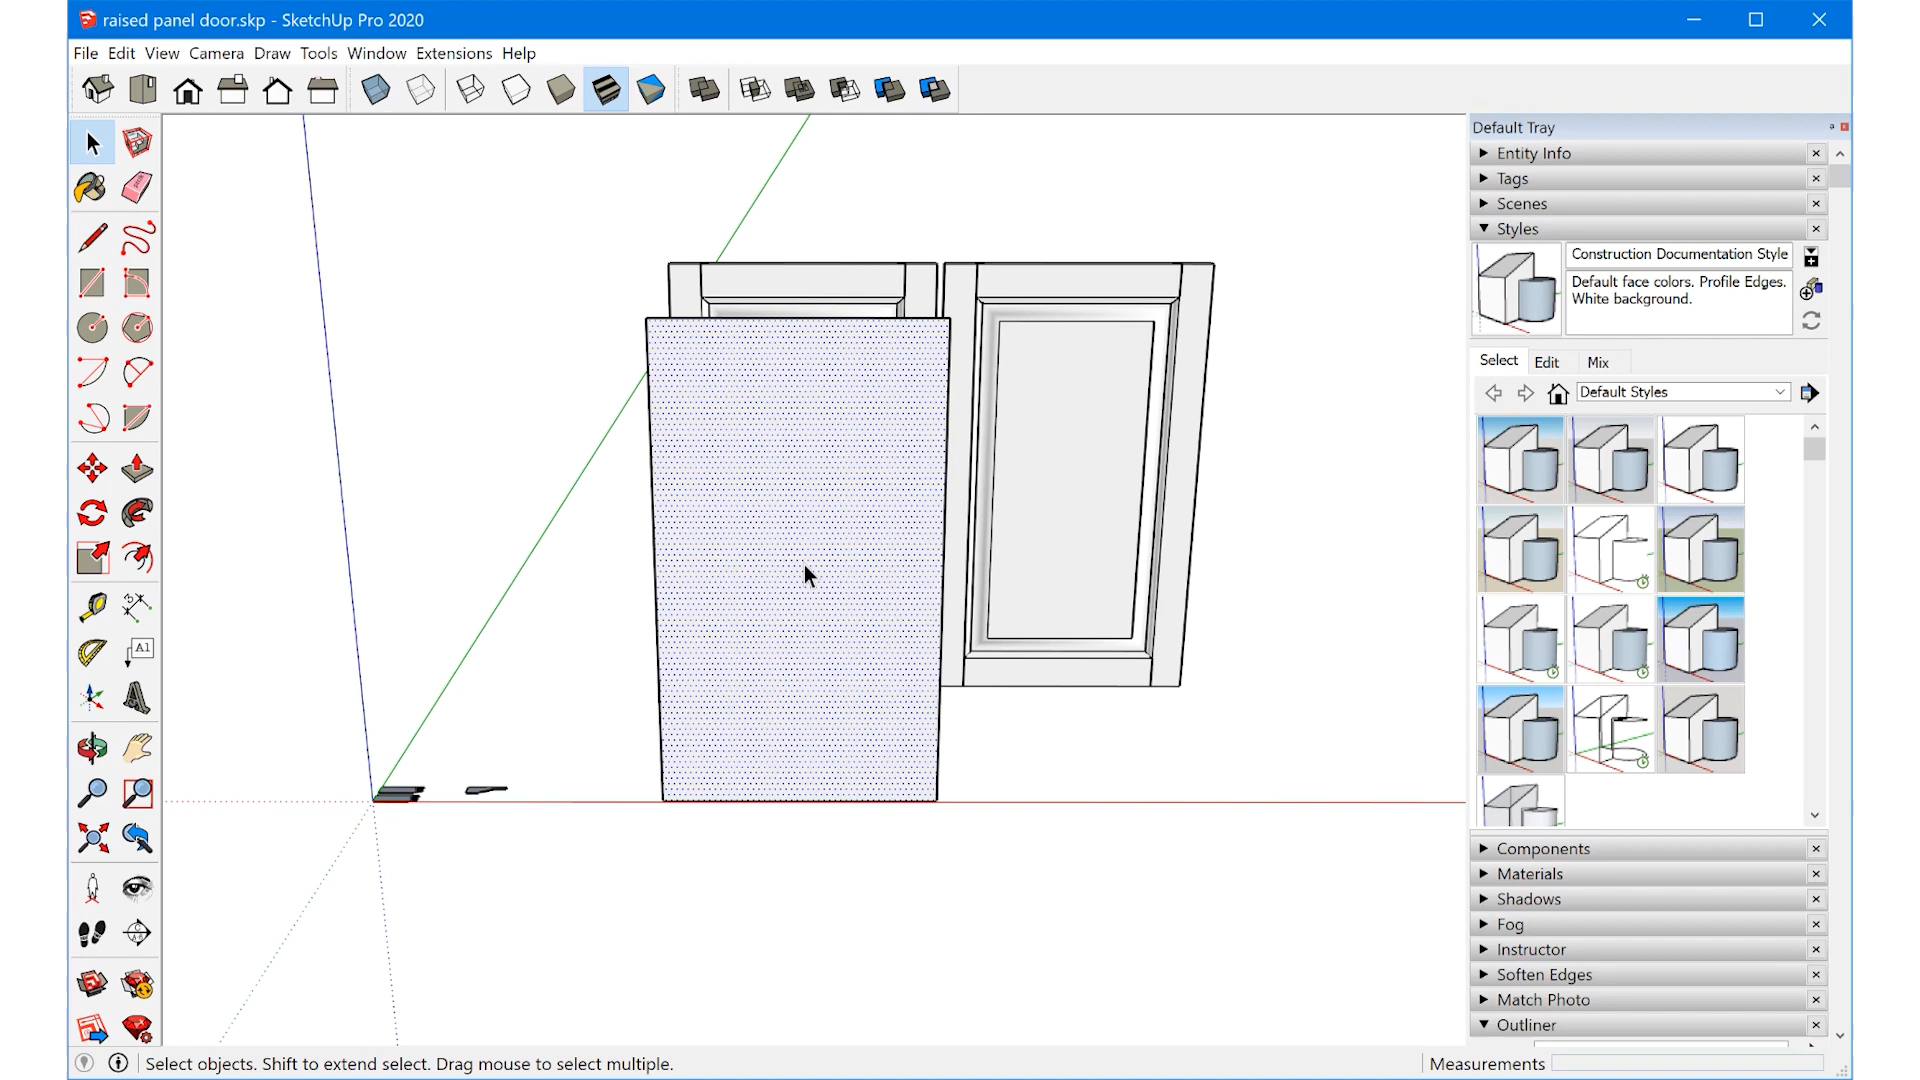 raised panel door.skp - SketchUp Pro 2020
File Edit View Camera Draw Tools Window Extensions Help
Default Tray
Entity Info
Tags
Scenes
Styles
Construction Documentation Style
Default face colors. Profile Edges.
White background.
Select Edit Mix
Default Styles
A1
Components
Materials
Shadows
Fog
Instructor
Soften Edges
Match Photo
Outliner
Select objects. Shift to extend select. Drag mouse to select multiple.
Measurements